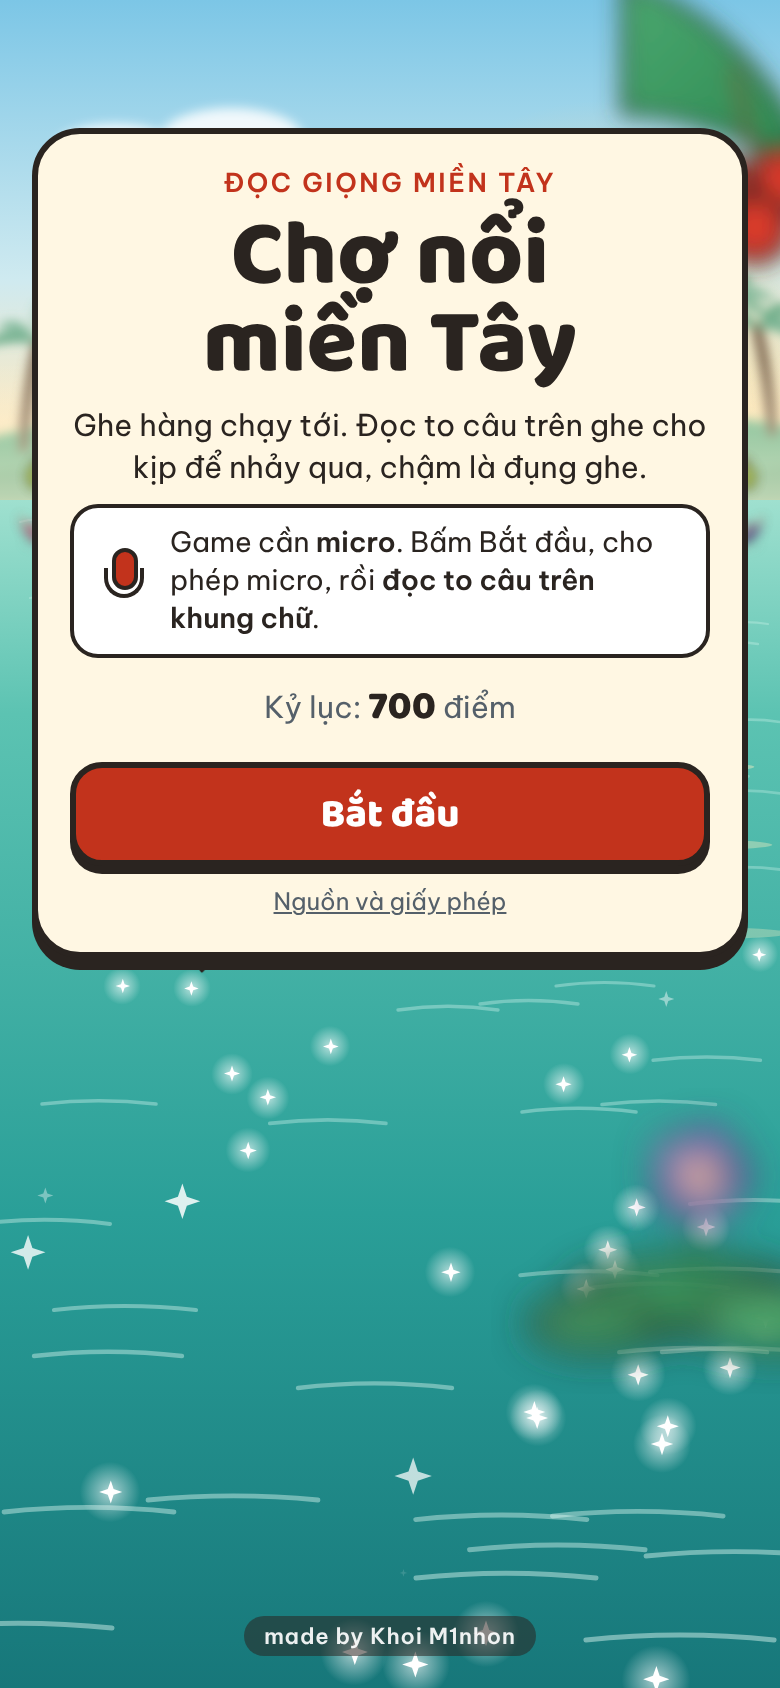 ĐỌC GIỌNG MIỀN TÂY
Chợ nổi
miền Tây
Ghe hàng chạy tới. Đọc to câu trên ghe cho
kịp để nhảy qua, chậm là đụng ghe.
Game cần micro. Bấm Bắt đầu, cho
phép micro, rồi đọc to câu trên
khung chữ.
Kỷ lục: 700 điểm
Bắt đầu
Nguồn và giấy phép
made by Khoi M1nhon